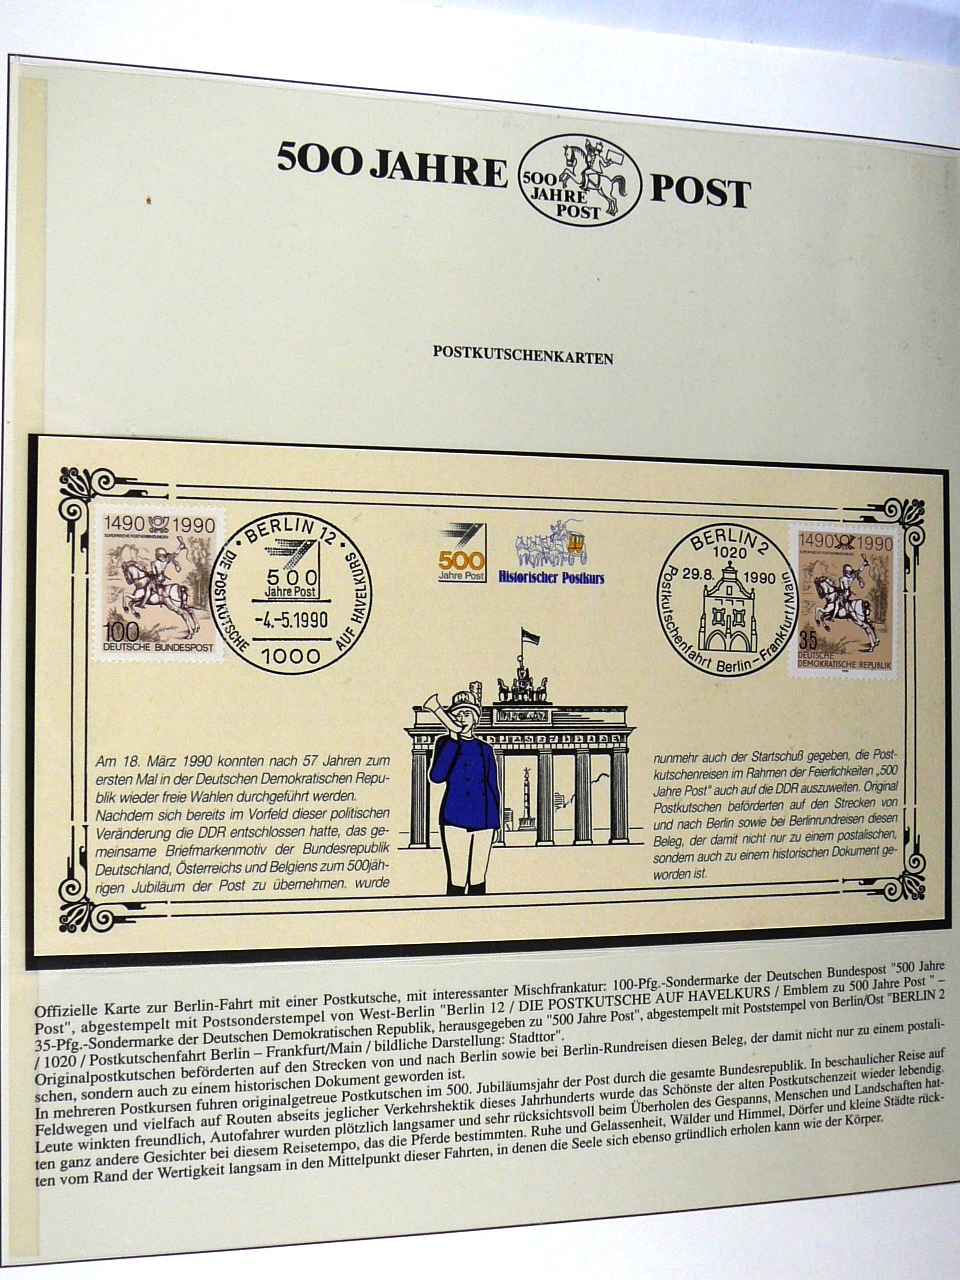 500 JAHRE
500
JAHRE
POST
POST
POSTKUTSCHENKARTEN
1490 1990
EUROPÄISCHE POSTVERBINDUNGEN
100
DEUTSCHE BUNDESPOST
BERLIN 12
DIE POSTKUTSCHE AUF HAVELKURS
500
Jahre Post
-4.-5.1990
1000
500
Jahre Post
Historischer Postkurs
BERLIN 2
1020
29.8. 1990
Postkutschenfahrt Berlin–Frankfurt/Main
1490 1990
35
DEUTSCHE
DEMOKRATISCHE REPUBLIK
Am 18. März 1990 konnten nach 57 Jahren zum
ersten Mal in der Deutschen Demokratischen Repu-
blik wieder freie Wahlen durchgeführt werden.
Nachdem sich bereits im Vorfeld dieser politischen
Veränderung die DDR entschlossen hatte, das ge-
meinsame Briefmarkenmotiv der Bundesrepublik
Deutschland, Österreichs und Belgiens zum 500jäh-
rigen Jubiläum der Post zu übernehmen. wurde
nunmehr auch der Startschuß gegeben, die Post-
kutschenreisen im Rahmen der Feierlichkeiten „500
Jahre Post" auch auf die DDR auszuweiten. Original
Postkutschen beförderten auf den Strecken von
und nach Berlin sowie bei Berlinrundreisen diesen
Beleg, der damit nicht nur zu einem postalischen,
sondern auch zu einem historischen Dokument ge-
worden ist.
Offizielle Karte zur Berlin-Fahrt mit einer Postkutsche, mit interessanter Mischfrankatur: 100-Pfg.-Sondermarke der Deutschen Bundespost "500 Jahre
Post", abgestempelt mit Postsonderstempel von West-Berlin "Berlin 12 / DIE POSTKUTSCHE AUF HAVELKURS / Emblem zu 500 Jahre Post " –
35-Pfg.-Sondermarke der Deutschen Demokratischen Republik, herausgegeben zu "500 Jahre Post", abgestempelt mit Poststempel von Berlin/Ost "BERLIN 2
/ 1020 / Postkutschenfahrt Berlin – Frankfurt/Main / bildliche Darstellung: Stadttor".
Originalpostkutschen beförderten auf den Strecken von und nach Berlin sowie bei Berlin-Rundreisen diesen Beleg, der damit nicht nur zu einem postali-
schen, sondern auch zu einem historischen Dokument geworden ist.
In mehreren Postkursen fuhren originalgetreue Postkutschen im 500. Jubiläumsjahr der Post durch die gesamte Bundesrepublik. In beschaulicher Reise auf
Feldwegen und vielfach auf Routen abseits jeglicher Verkehrshektik dieses Jahrhunderts wurde das Schönste der alten Postkutschenzeit wieder lebendig.
Leute winkten freundlich, Autofahrer wurden plötzlich langsamer und sehr rücksichtsvoll beim Überholen des Gespanns, Menschen und Landschaften hat-
ten ganz andere Gesichter bei diesem Reisetempo, das die Pferde bestimmten. Ruhe und Gelassenheit, Wälder und Himmel, Dörfer und kleine Städte rück-
ten vom Rand der Wertigkeit langsam in den Mittelpunkt dieser Fahrten, in denen die Seele sich ebenso gründlich erholen kann wie der Körper.